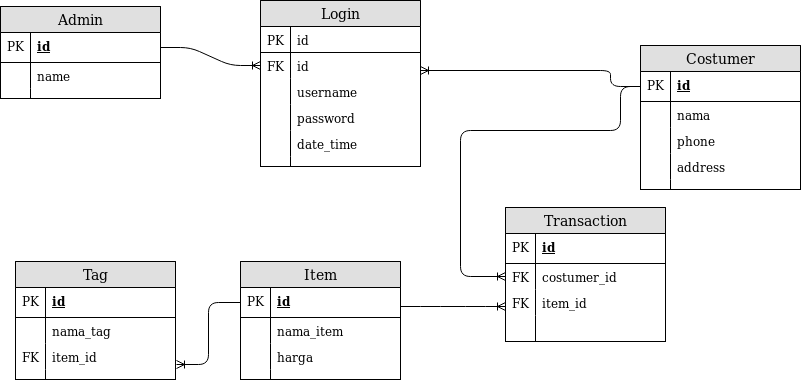 Admin
PK id
name
Login
PK id
FK id
username
password
date_time
Costumer
PK id
nama
phone
address
Transaction
PK id
FK costumer_id
FK item_id
Tag
PK id
nama_tag
FK item_id
Item
PK id
nama_item
harga